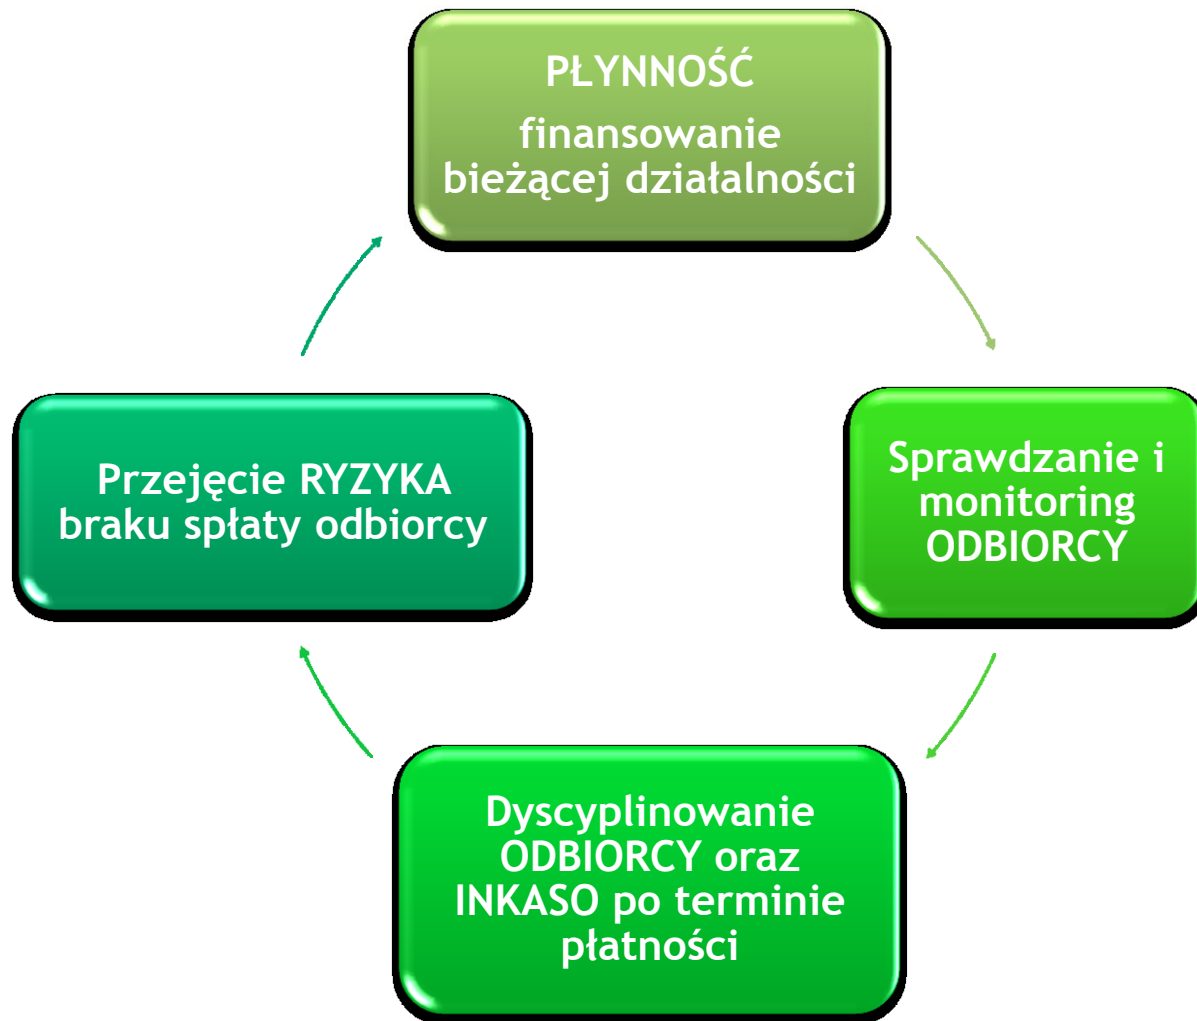 PŁYNNOŚĆ
finansowanie
bieżącej działalności
Sprawdzanie i
monitoring
ODBIORCY
Dyscyplinowanie
ODBIORCY oraz
INKASO po terminie
płatności
Przejęcie RYZYKA
braku spłaty odbiorcy